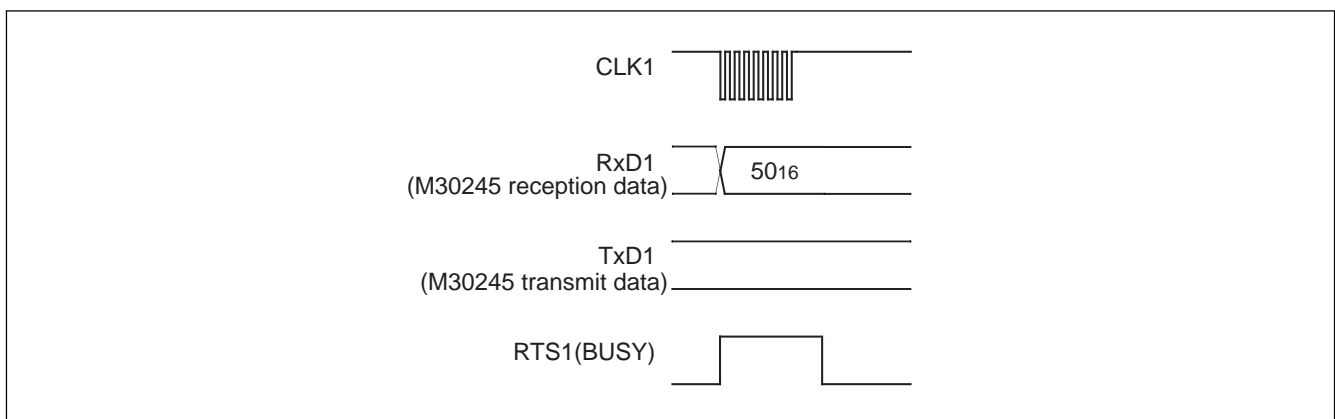 CLK1
RxD1
(M30245 reception data)
5016
TxD1
(M30245 transmit data)
RTS1(BUSY)